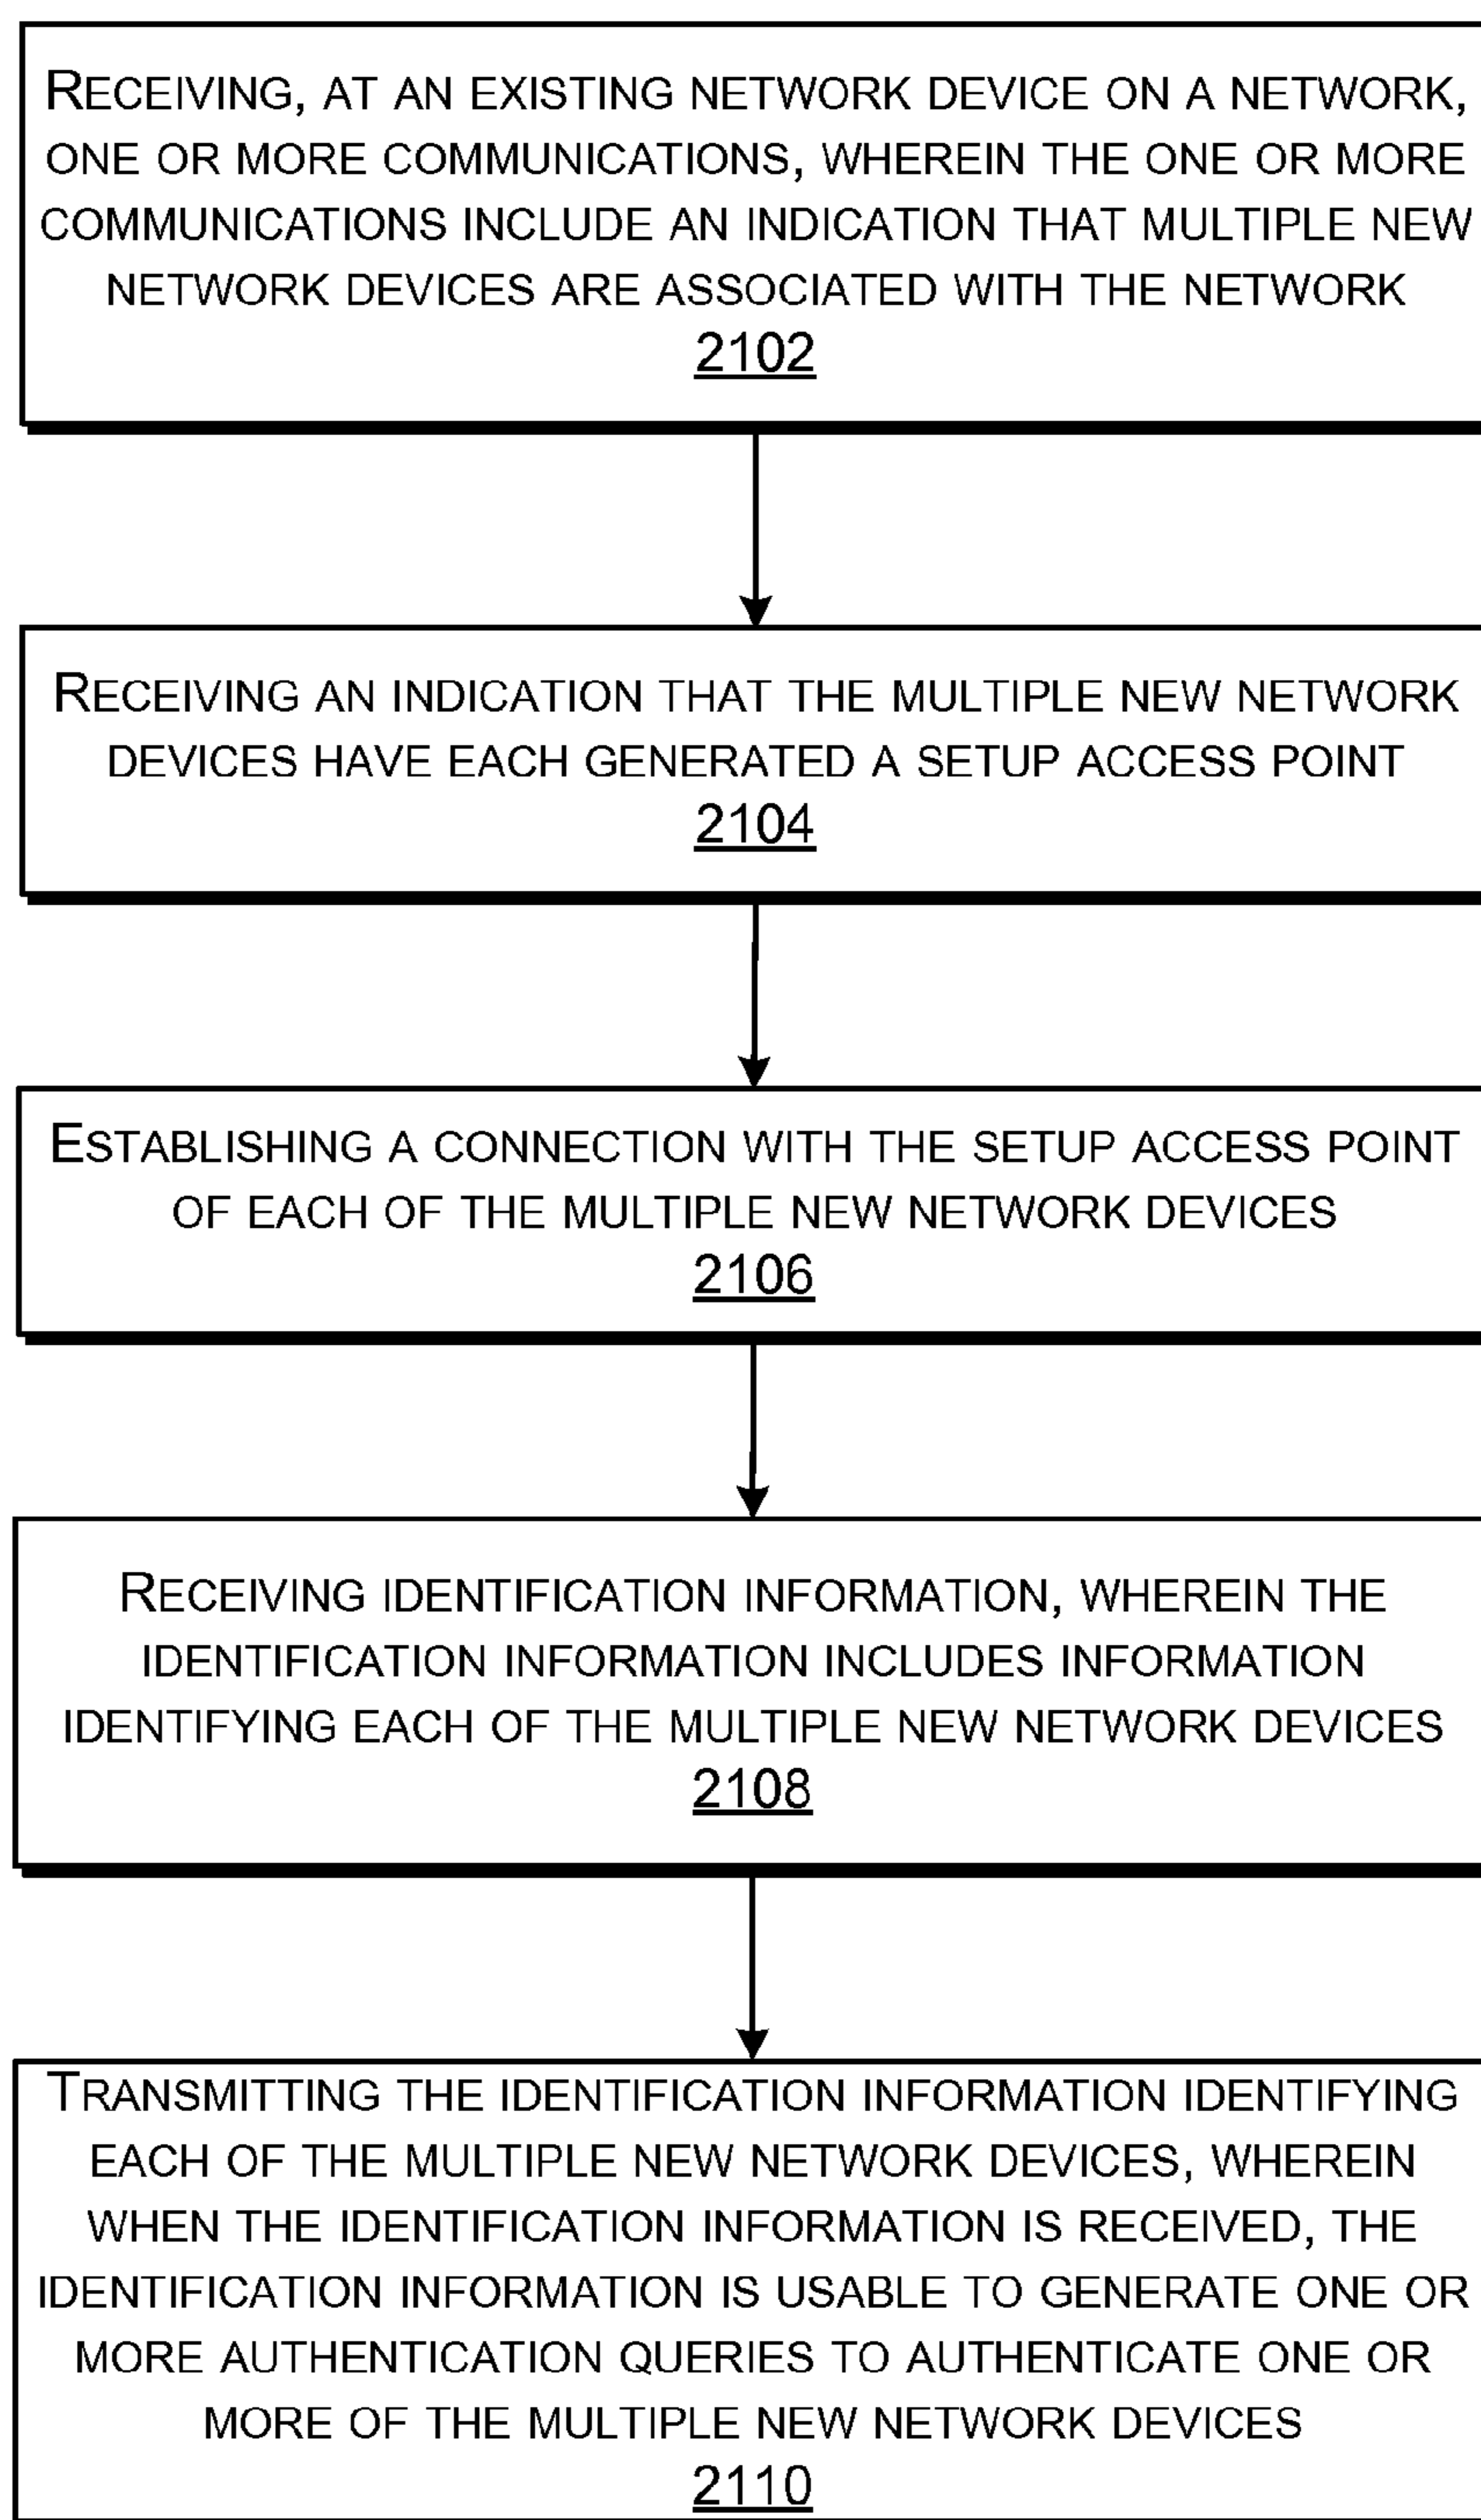 RECEIVING, AT AN EXISTING NETWORK DEVICE ON A NETWORK,
ONE OR MORE COMMUNICATIONS, WHEREIN THE ONE OR MORE
COMMUNICATIONS INCLUDE AN INDICATION THAT MULTIPLE NEW
NETWORK DEVICES ARE ASSOCIATED WITH THE NETWORK
2102
RECEIVING AN INDICATION THAT THE MULTIPLE NEW NETWORK
DEVICES HAVE EACH GENERATED A SETUP ACCESS POINT
2104
ESTABLISHING A CONNECTION WITH THE SETUP ACCESS POINT
OF EACH OF THE MULTIPLE NEW NETWORK DEVICES
2106
RECEIVING IDENTIFICATION INFORMATION, WHEREIN THE
IDENTIFICATION INFORMATION INCLUDES INFORMATION
IDENTIFYING EACH OF THE MULTIPLE NEW NETWORK DEVICES
2108
TRANSMITTING THE IDENTIFICATION INFORMATION IDENTIFYING
EACH OF THE MULTIPLE NEW NETWORK DEVICES, WHEREIN
WHEN THE IDENTIFICATION INFORMATION IS RECEIVED, THE
IDENTIFICATION INFORMATION IS USABLE TO GENERATE ONE OR
MORE AUTHENTICATION QUERIES TO AUTHENTICATE ONE OR
MORE OF THE MULTIPLE NEW NETWORK DEVICES
2110